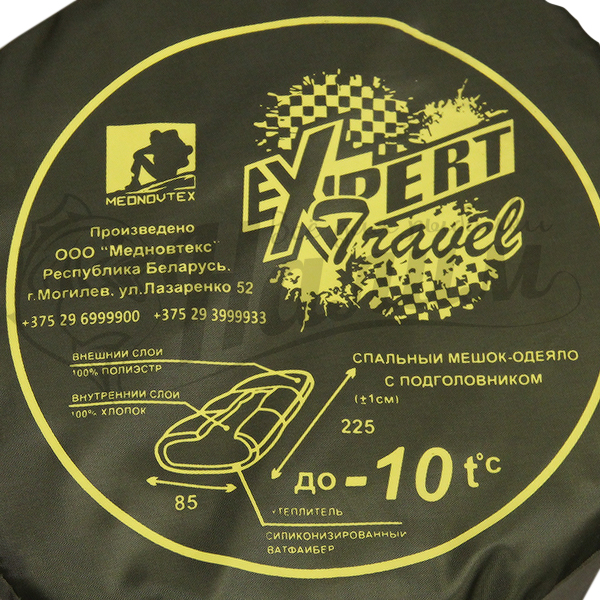 MEDNOVTEX
EXPERT
Travel
Произведено
ООО "Медновтекс"
Республика Беларусь.
г.Могилев, ул.Лазаренко 52
+375 29 6999900 +375 29 3999933
ВНЕШНИЙ СЛОЙ
100% ПОЛИЭСТР
ВНУТРЕННИЙ СЛОЙ
100% ХЛОПОК
СПАЛЬНЫЙ МЕШОК-ОДЕЯЛО
С ПОДГОЛОВНИКОМ
(±1см)
225
85
ДО -10 t°c
УТЕПЛИТЕЛЬ
СИЛИКОНИЗИРОВАННЫЙ
ВАТФАЙБЕР